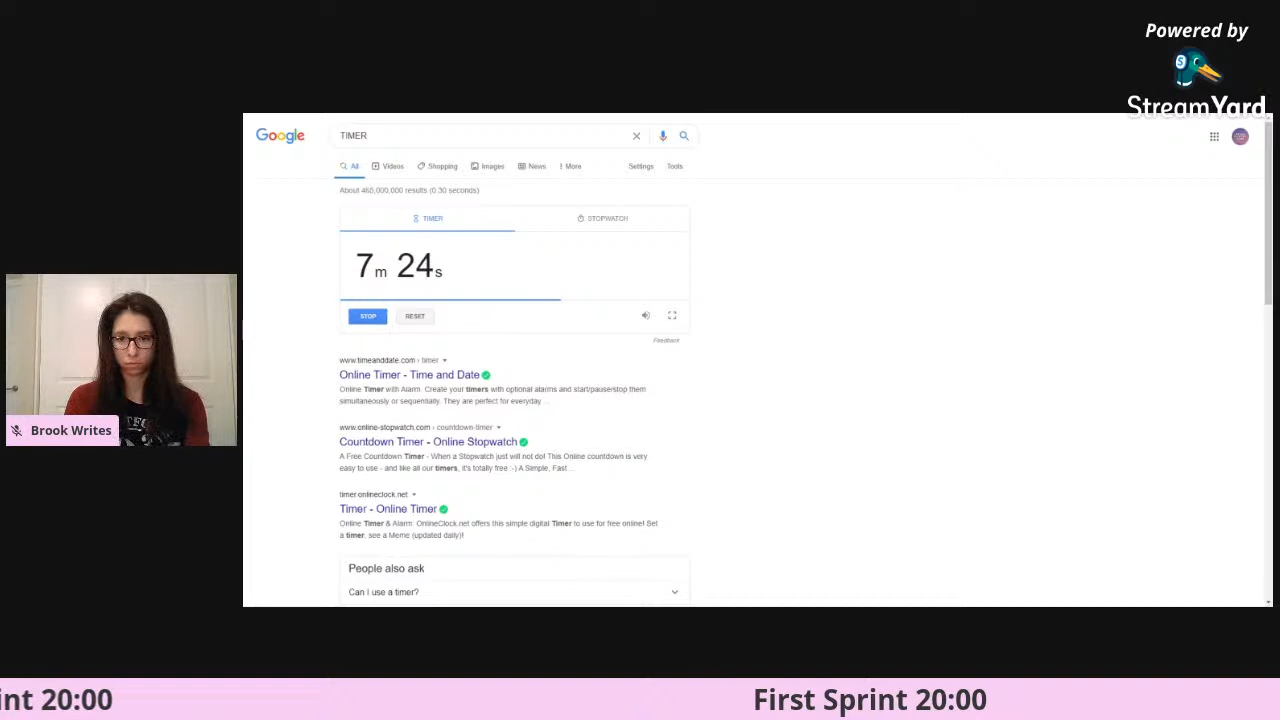 Powered by
StreamYard
Google
TIMER
All
Videos
Shopping
Images
News
More
Settings
Tools
About 460,000,000 results (0.30 seconds)
TIMER
STOPWATCH
7m 24s
STOP
RESET
Feedback
www.timeanddate.com › timer
Online Timer - Time and Date
Online Timer with Alarm. Create your timers with optional alarms and start/pause/stop them
simultaneously or sequentially. They are perfect for everyday ...
www.online-stopwatch.com › countdown-timer
Countdown Timer - Online Stopwatch
A Free Countdown Timer - When a Stopwatch just will not do! This Online countdown is very
easy to use - and like all our timers, it's totally free :-) A Simple, Fast ...
timer.onlineclock.net
Timer - Online Timer
Online Timer & Alarm: OnlineClock.net offers this simple digital Timer to use for free online! Set
a timer, see a Meme (updated daily)!
People also ask
Can I use a timer?
Brook Writes
int 20:00
First Sprint 20:00